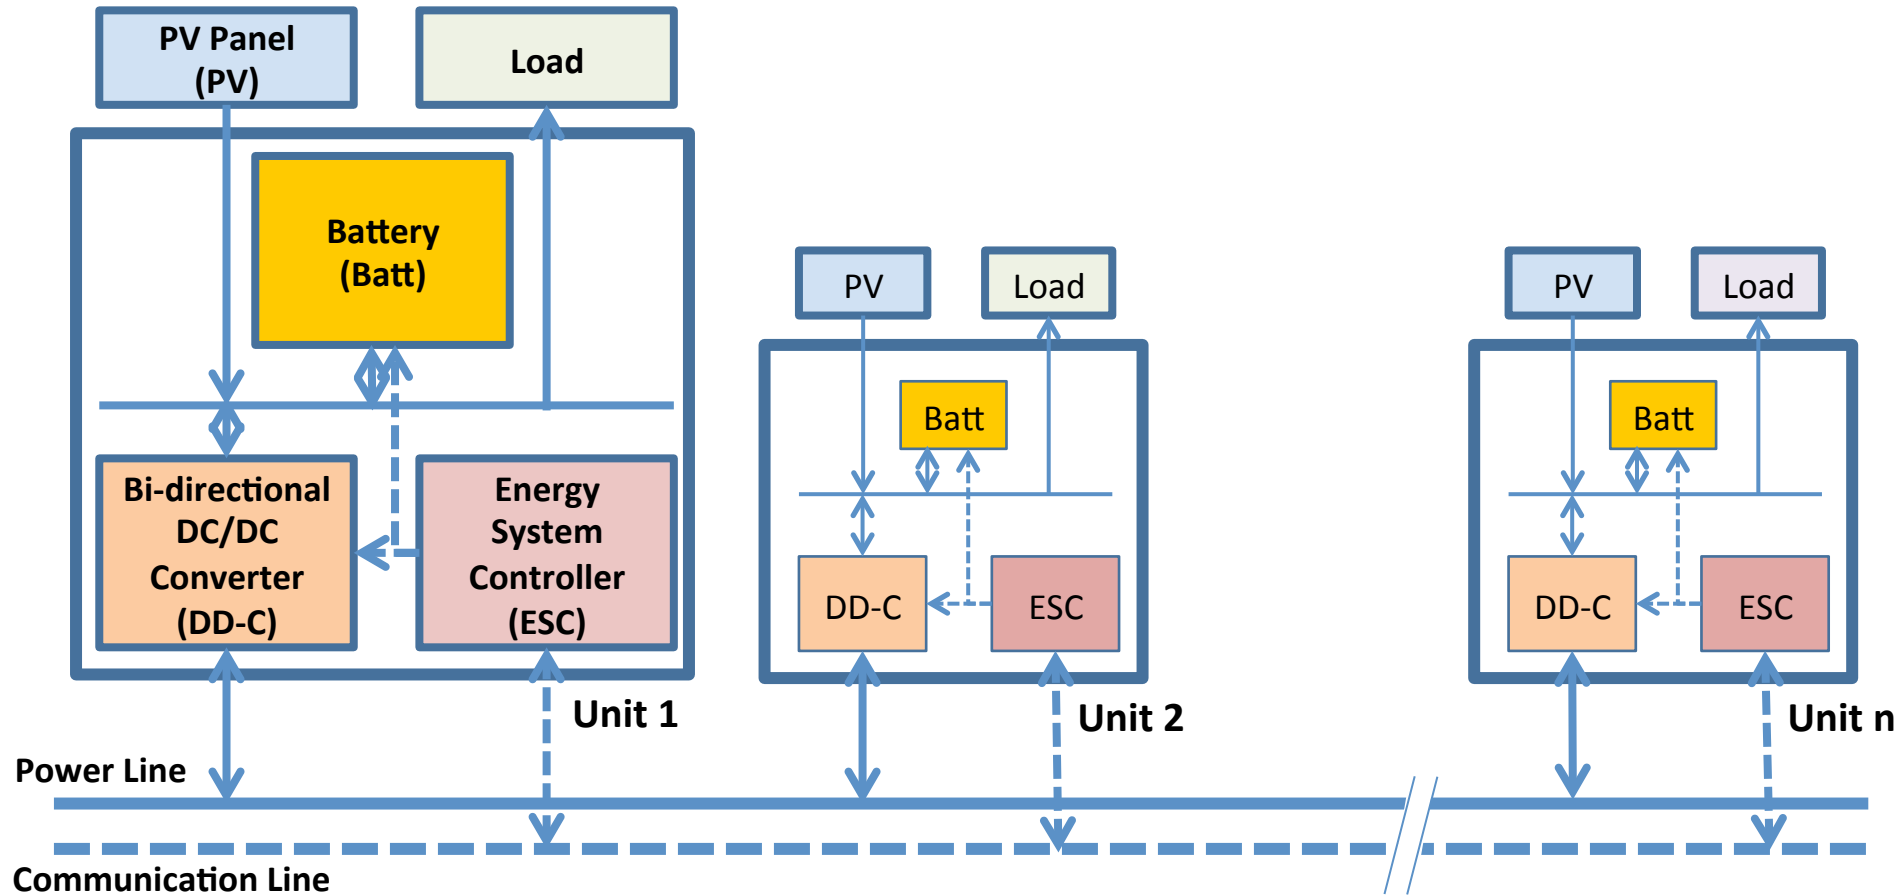 PV Panel
(PV)
Load
Battery
(Batt)
Bi-directional
DC/DC
Converter
(DD-C)
Energy
System
Controller
(ESC)
Unit 1
PV
Load
Batt
DD-C
ESC
Unit 2
PV
Load
Batt
DD-C
ESC
Unit n
Power Line
Communication Line